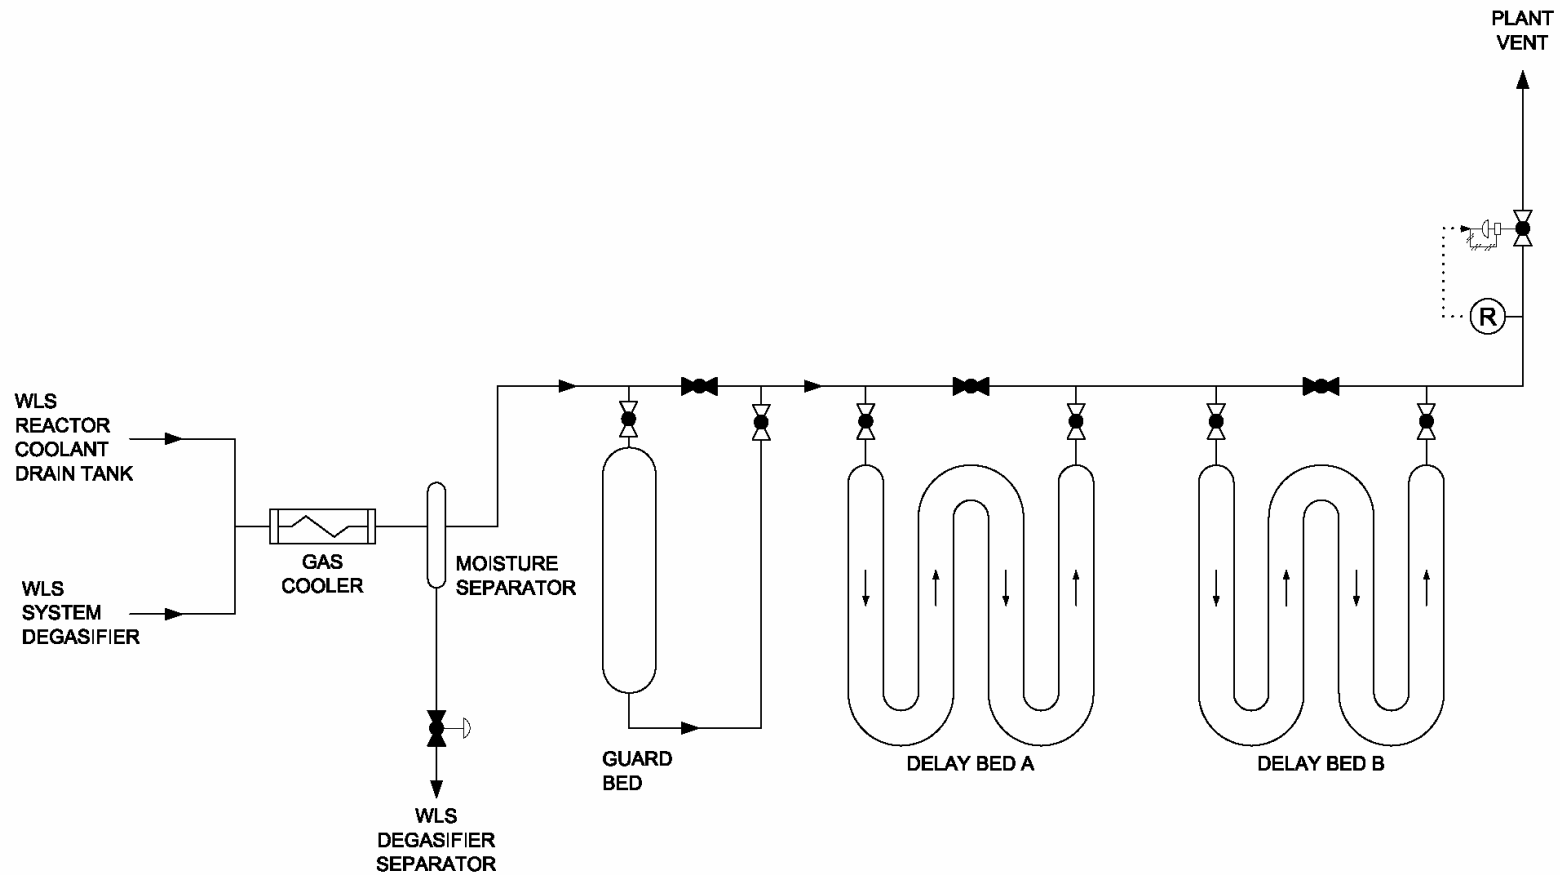 PLANT
VENT
R
WLS
REACTOR
COOLANT
DRAIN TANK
GAS
COOLER
MOISTURE
SEPARATOR
WLS
SYSTEM
DEGASIFIER
GUARD
BED
DELAY BED A
DELAY BED B
WLS
DEGASIFIER
SEPARATOR